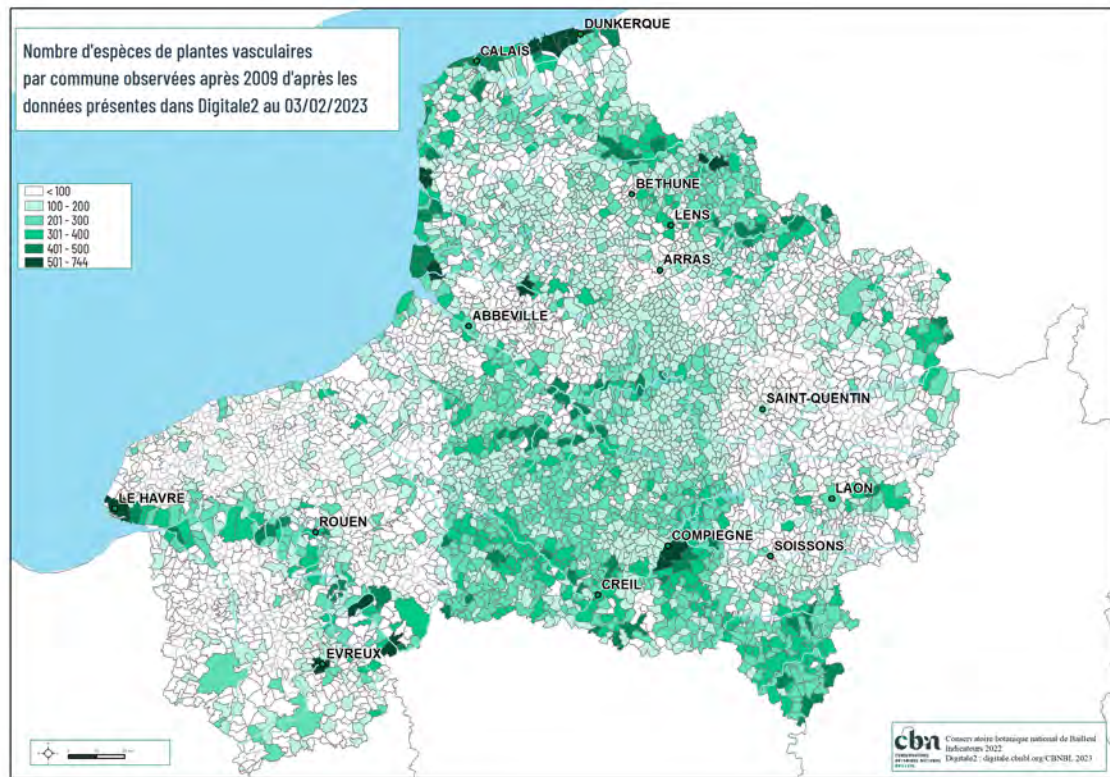 Nombre d'espèces de plantes vasculaires
par commune observées après 2009 d'après les
données présentes dans Digitale2 au 03/02/2023
DUNKERQUE
CALAIS
< 100
100 - 200
201 - 300
301 - 400
401 - 500
501 - 744
BETHUNE
LENS
ARRAS
ABBEVILLE
SAINT-QUENTIN
LE HAVRE
ROUEN
LAON
COMPIEGNE
SOISSONS
CREIL
EVREUX
cbn
Conservatoire botanique national de Bailleul
Indicateurs 2022
Digitale2 : digitale.cbnbl.org/CBNBL 2023